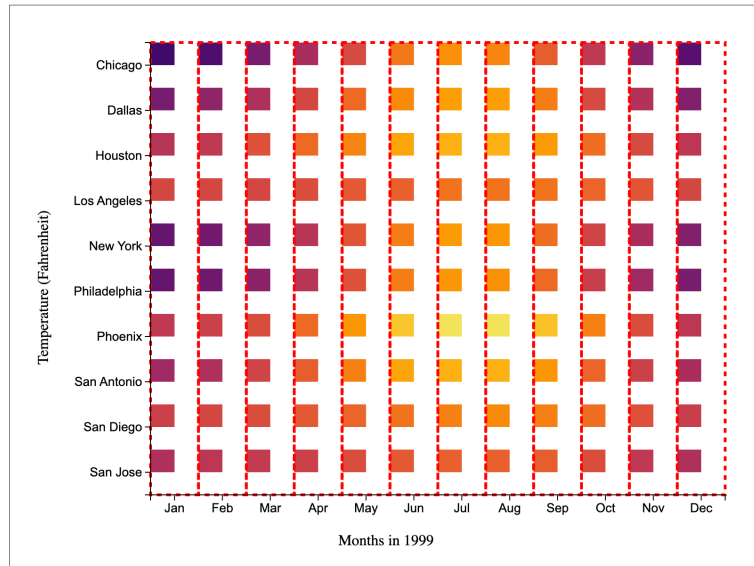 Chicago
Dallas
Houston
Los Angeles
New York
Philadelphia
Phoenix
San Antonio
San Diego
San Jose
Temperature (Fahrenheit)
Jan Feb Mar Apr May Jun Jul Aug Sep Oct Nov Dec
Months in 1999